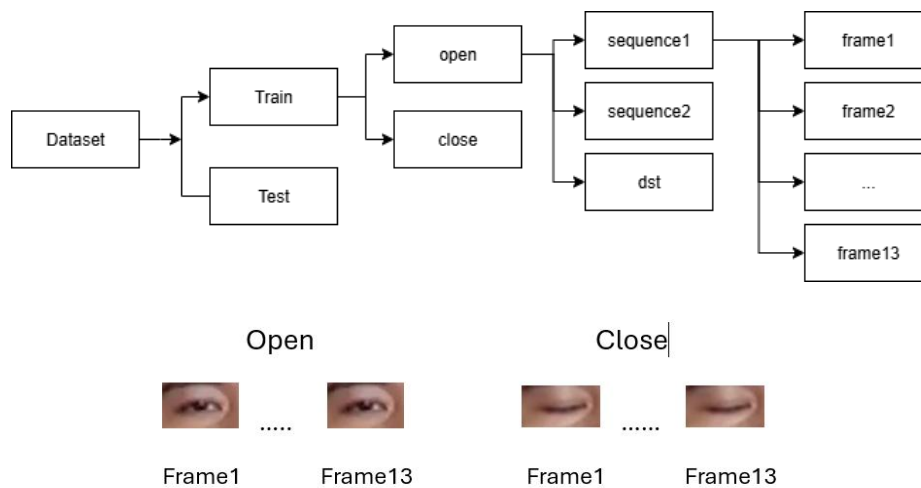 Dataset
Train
Test
open
close
sequence1
sequence2
dst
frame1
frame2
...
frame13
Open
Close
.....
......
Frame1
Frame13
Frame1
Frame13